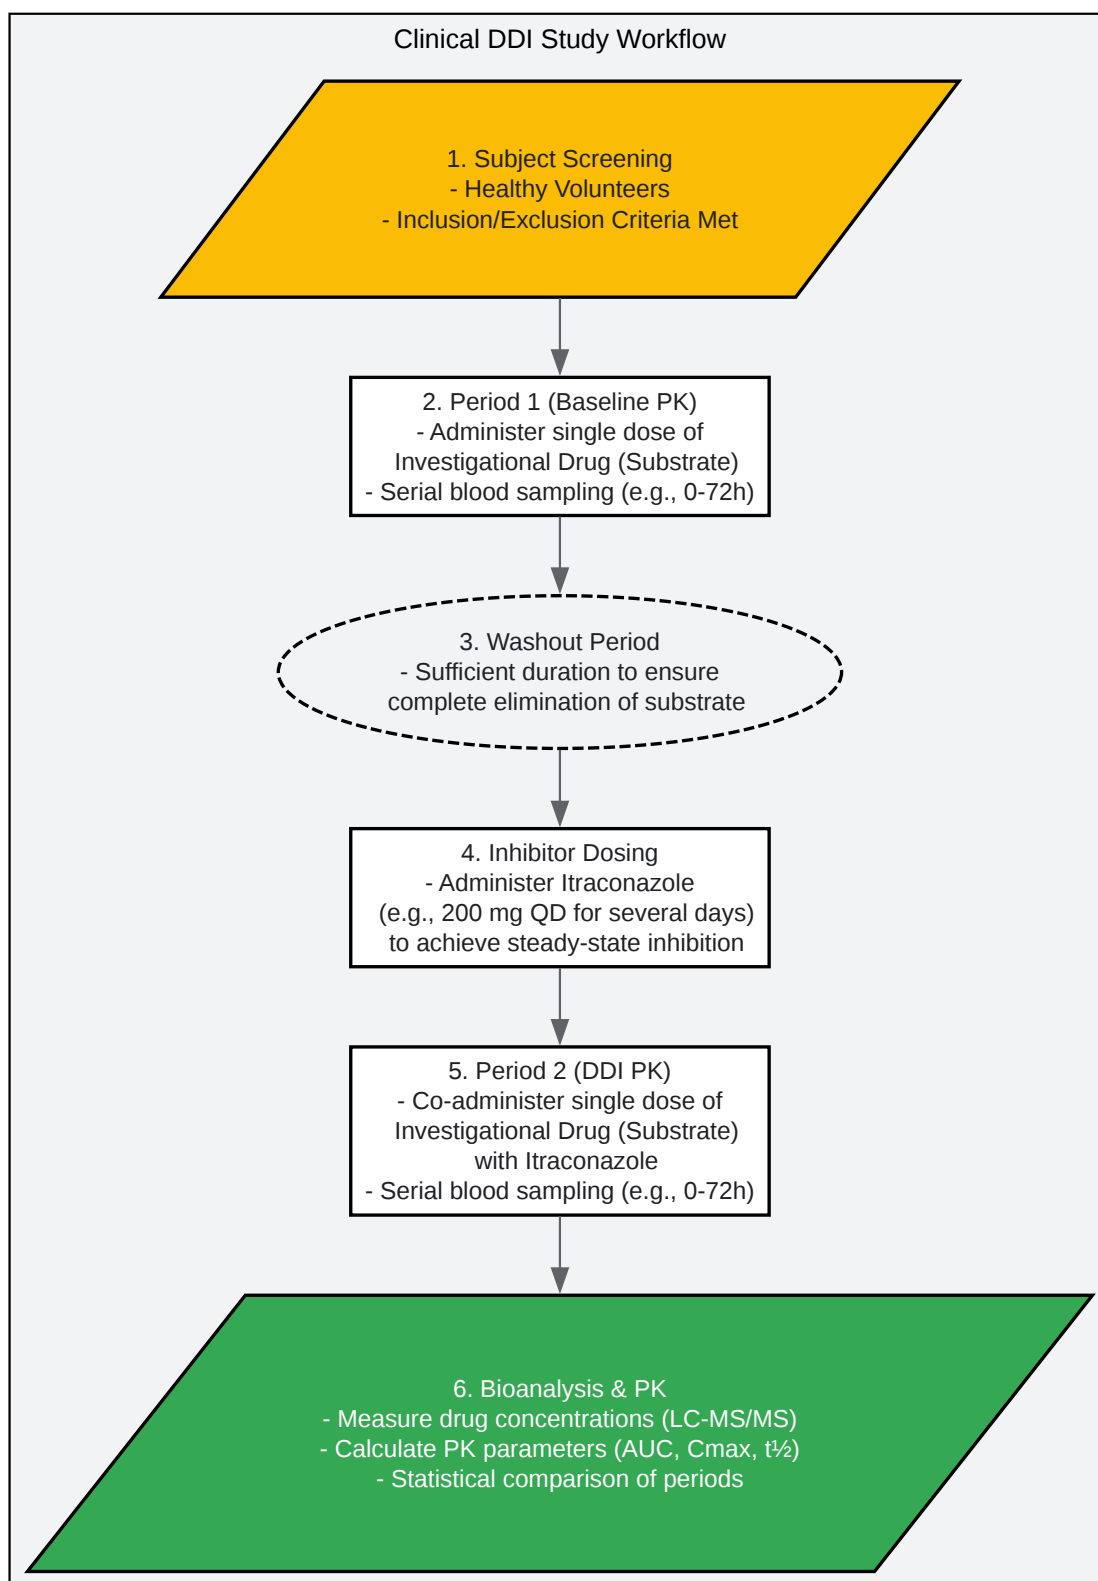 Clinical DDI Study Workflow
1. Subject Screening
- Healthy Volunteers
- Inclusion/Exclusion Criteria Met
2. Period 1 (Baseline PK)
- Administer single dose of
Investigational Drug (Substrate)
- Serial blood sampling (e.g., 0-72h)
3. Washout Period
- Sufficient duration to ensure
complete elimination of substrate
4. Inhibitor Dosing
- Administer Itraconazole
(e.g., 200 mg QD for several days)
to achieve steady-state inhibition
5. Period 2 (DDI PK)
- Co-administer single dose of
Investigational Drug (Substrate)
with Itraconazole
- Serial blood sampling (e.g., 0-72h)
6. Bioanalysis & PK
- Measure drug concentrations (LC-MS/MS)
- Calculate PK parameters (AUC, Cmax, t½)
- Statistical comparison of periods